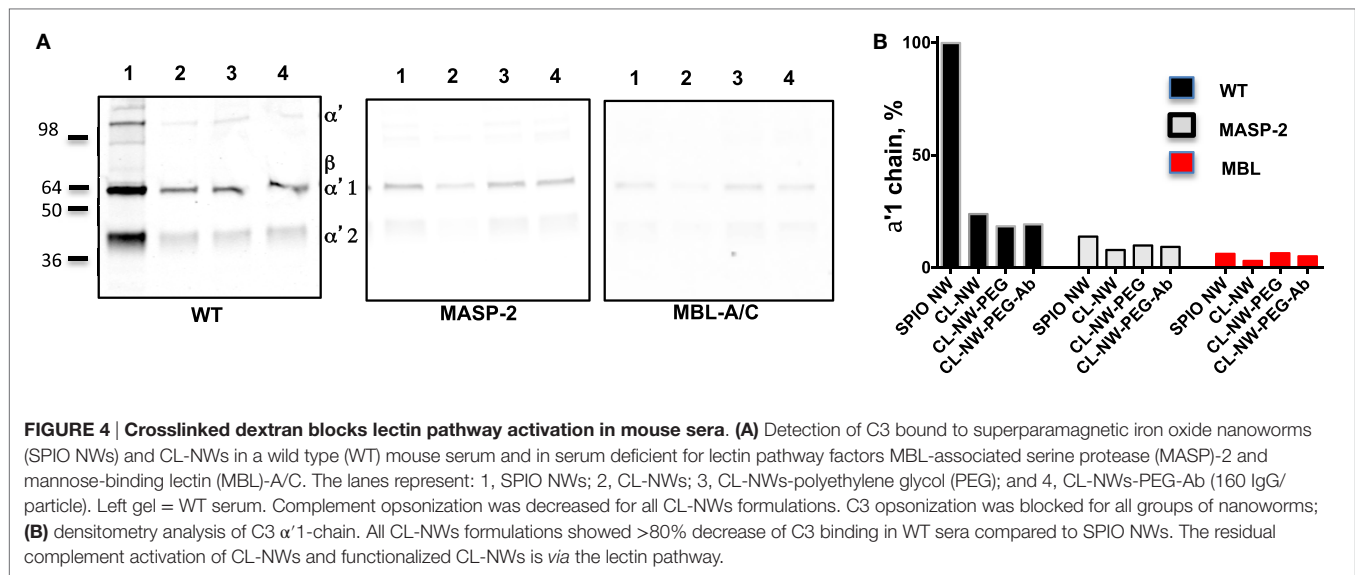 A
1 2 3 4
1 2 3 4
1 2 3 4
98
64
50
36
α'
β
α' 1
α' 2
WT
MASP-2
MBL-A/C
B
100
50
0
a'1 chain, %
WT
MASP-2
MBL
SPIO NW
CL-NW
CL-NW-PEG
CL-NW-PEG-Ab
SPIO NW
CL-NW
CL-NW-PEG
CL-NW-PEG-Ab
SPIO NW
CL-NW
CL-NW-PEG
CL-NW-PEG-Ab
FIGURE 4 | Crosslinked dextran blocks lectin pathway activation in mouse sera. (A) Detection of C3 bound to superparamagnetic iron oxide nanoworms
(SPIO NWs) and CL-NWs in a wild type (WT) mouse serum and in serum deficient for lectin pathway factors MBL-associated serine protease (MASP)-2 and
mannose-binding lectin (MBL)-A/C. The lanes represent: 1, SPIO NWs; 2, CL-NWs; 3, CL-NWs-polyethylene glycol (PEG); and 4, CL-NWs-PEG-Ab (160 IgG/
particle). Left gel = WT serum. Complement opsonization was decreased for all CL-NWs formulations. C3 opsonization was blocked for all groups of nanoworms;
(B) densitometry analysis of C3 α′1-chain. All CL-NWs formulations showed >80% decrease of C3 binding in WT sera compared to SPIO NWs. The residual
complement activation of CL-NWs and functionalized CL-NWs is via the lectin pathway.